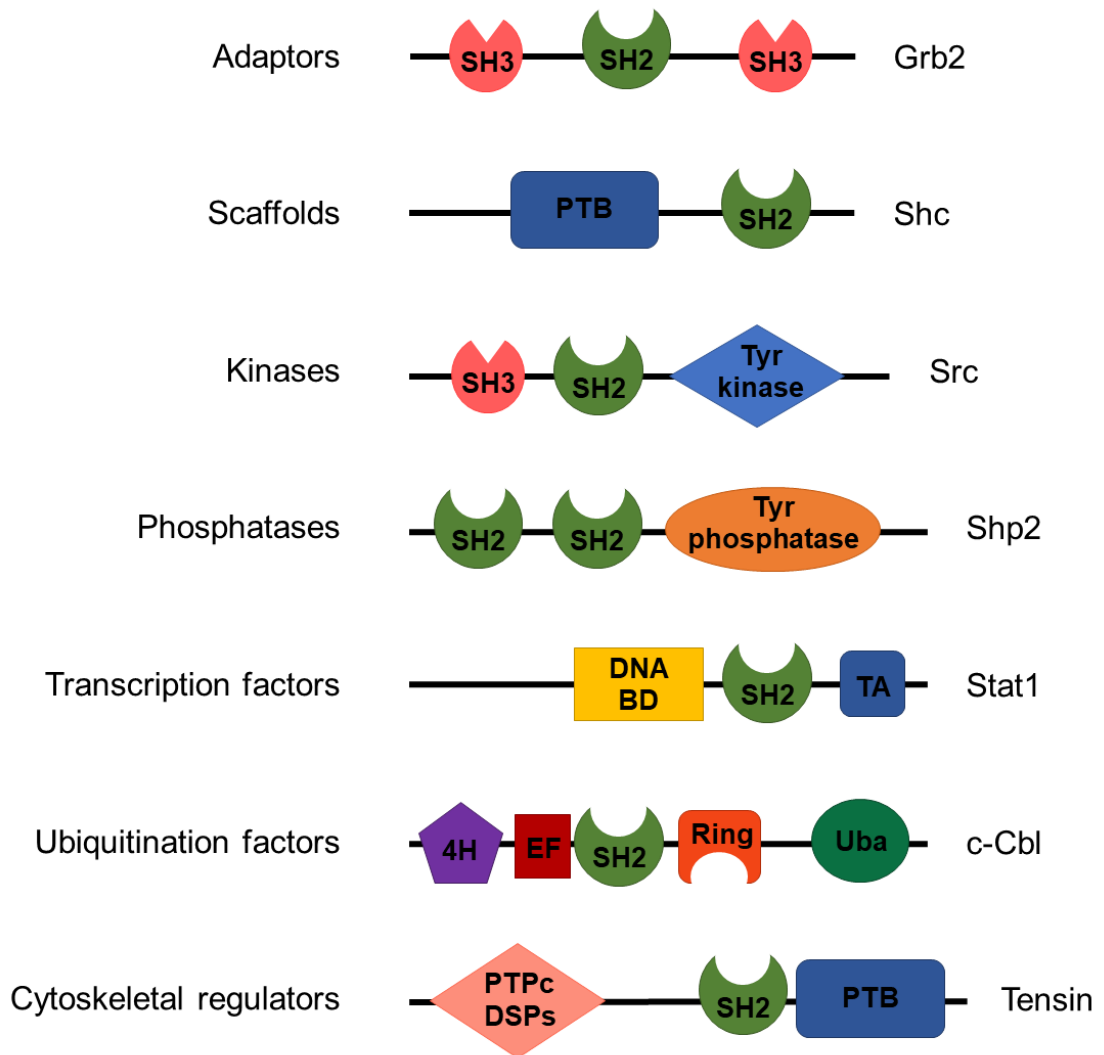 Adaptors SH3 SH2 SH3 Grb2
Scaffolds PTB SH2 Shc
Kinases SH3 SH2 Tyr kinase Src
Phosphatases SH2 SH2 Tyr phosphatase Shp2
Transcription factors DNA BD SH2 TA Stat1
Ubiquitination factors 4H EF SH2 Ring Uba c-Cbl
Cytoskeletal regulators PTPc DSPs SH2 PTB Tensin